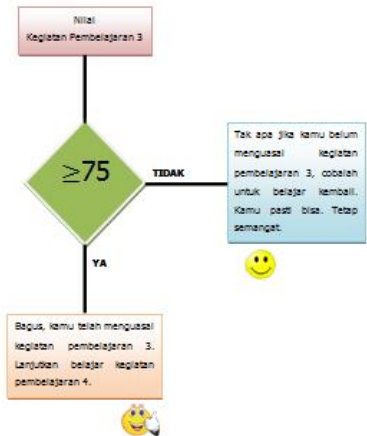 Nilai
Kegiatan Pembelajaran 3
≥75
TIDAK
Tak apa jika kamu belum
menguasai kegiatan
pembelajaran 3, cobalah
untuk belajar kembali.
Kamu pasti bisa. Tetap
semangat.
YA
Bagus, kamu telah menguasai
kegiatan pembelajaran 3.
Lanjutkan belajar kegiatan
pembelajaran 4.